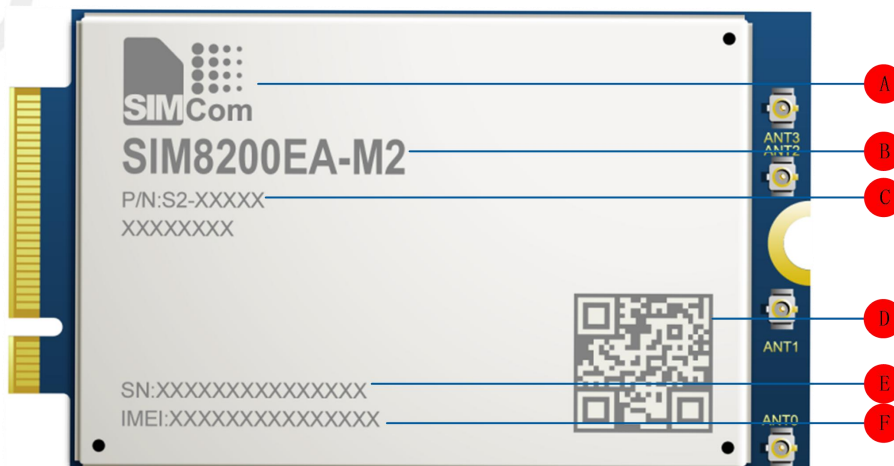 SIMCom
SIM8200EA-M2
P/N:S2-XXXXX
XXXXXXXX
SN:XXXXXXXXXXXXXXX
IMEI:XXXXXXXXXXXXXXX
ANT3
ANT2
ANT1
ANT0
A
B
C
D
E
F